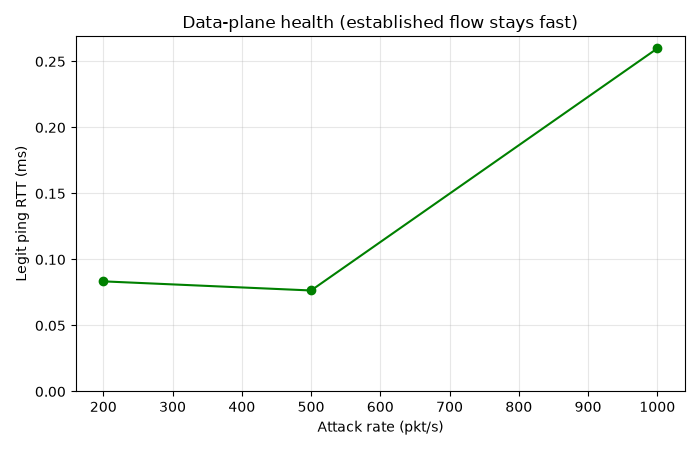 Data-plane health (established flow stays fast)
Legit ping RTT (ms)
0.25
0.20
0.15
0.10
0.05
0.00
200 300 400 500 600 700 800 900 1000
Attack rate (pkt/s)